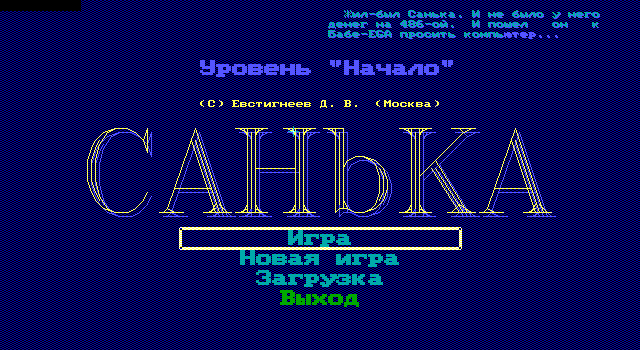 Жил-был Санька. И не было у него
денег на 486-ой. И пошел он к
Бабе-EGA просить компьютер...
Уровень "Начало"
(С) Евстигнеев Д. В. (Москва)
САНЬКА
Игра
Новая игра
Загрузка
Выход